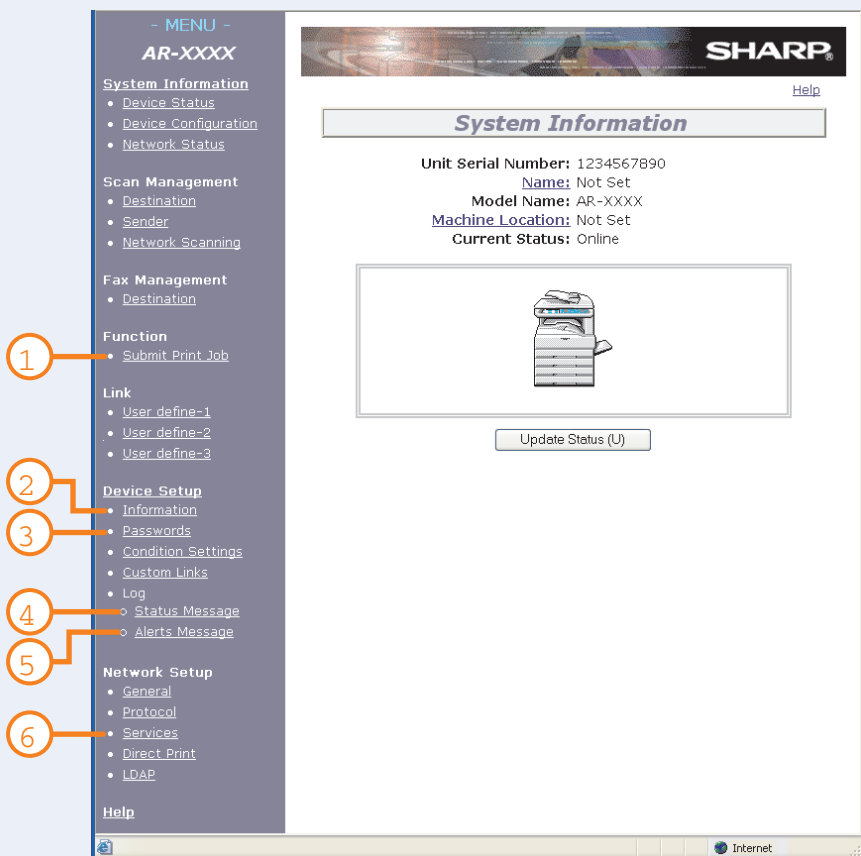 - MENU -
AR-XXXX
System Information
• Device Status
• Device Configuration
• Network Status
Scan Management
• Destination
• Sender
• Network Scanning
Fax Management
• Destination
Function
1
• Submit Print Job
Link
• User define-1
• User define-2
• User define-3
Device Setup
2
• Information
3
• Passwords
• Condition Settings
• Custom Links
• Log
4
○ Status Message
5
○ Alerts Message
Network Setup
• General
• Protocol
6
• Services
• Direct Print
• LDAP
Help
SHARP®
Help
System Information
Unit Serial Number: 1234567890
Name: Not Set
Model Name: AR-XXXX
Machine Location: Not Set
Current Status: Online
Update Status (U)
Internet